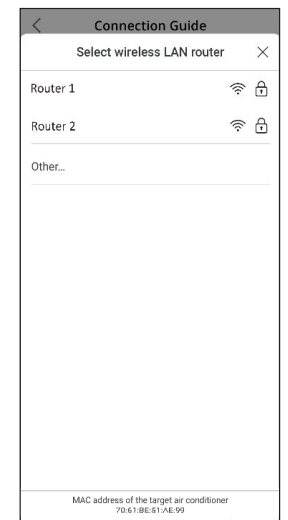 Connection Guide
Select wireless LAN router
Router 1
Router 2
Other...
MAC address of the target air conditioner
70:61:BE:51:AE:99